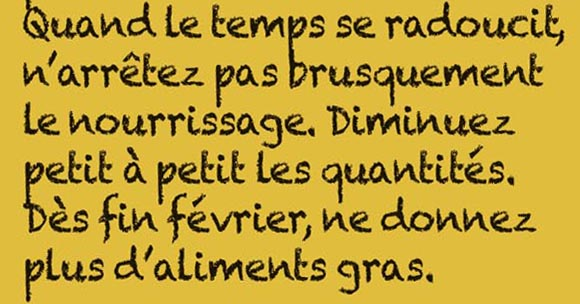 Quand le temps se radoucit,
n'arrêtez pas brusquement
le nourrissage. Diminuez
petit à petit les quantités.
Dès fin février, ne donnez
plus d'aliments gras.